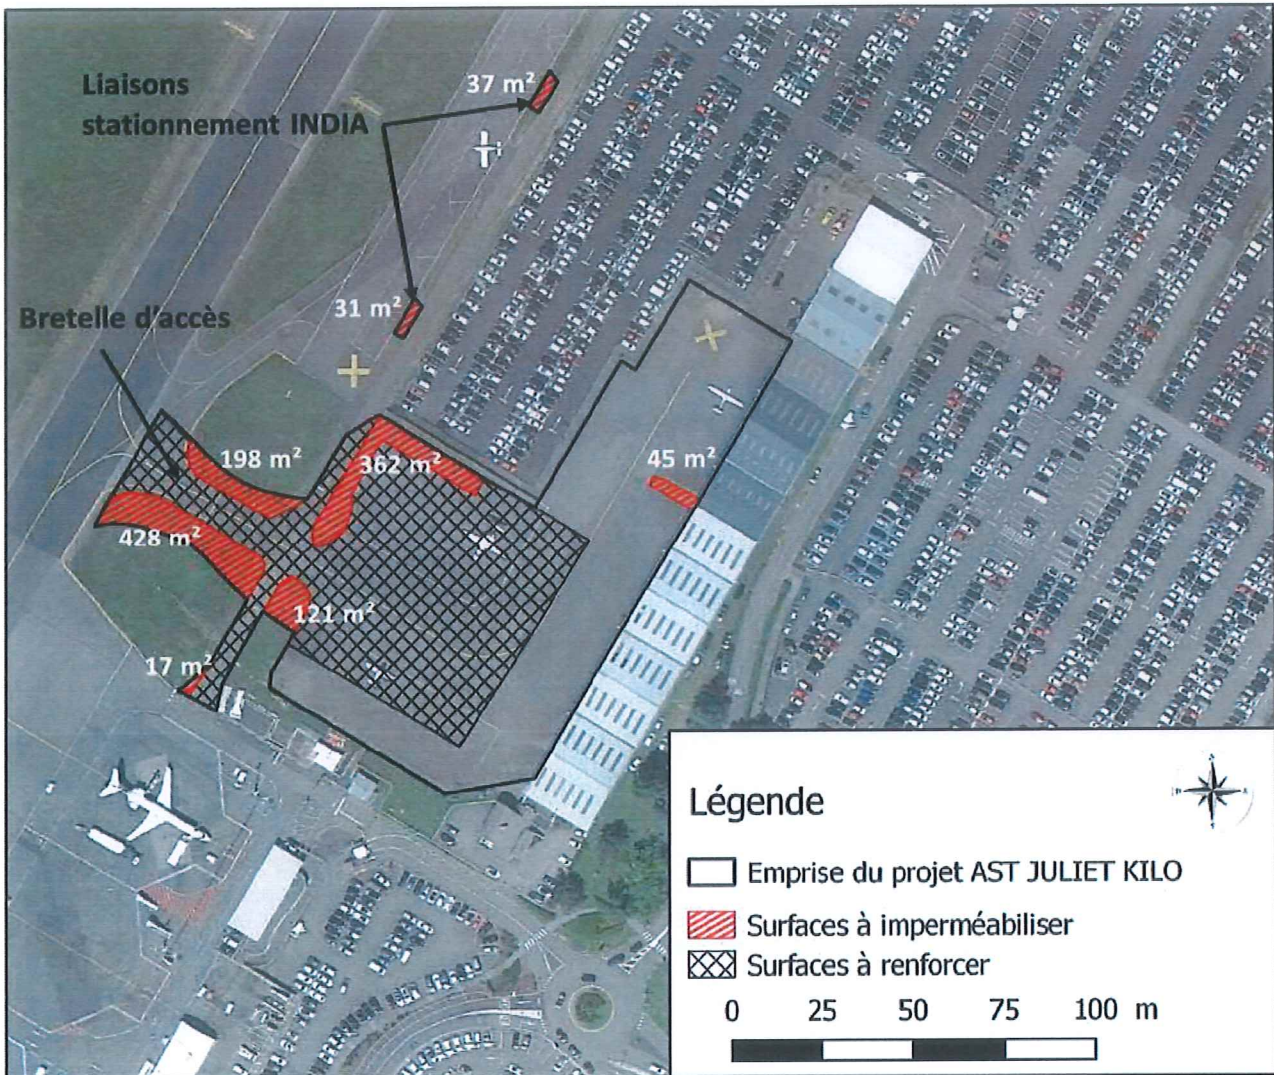 Liaisons
stationnement INDIA
37 m²
31 m²
Bretelle d'accès
198 m²
362 m²
45 m²
428 m²
121 m²
17 m²
Légende
Emprise du projet AST JULIET KILO
Surfaces à imperméabiliser
Surfaces à renforcer
0 25 50 75 100 m